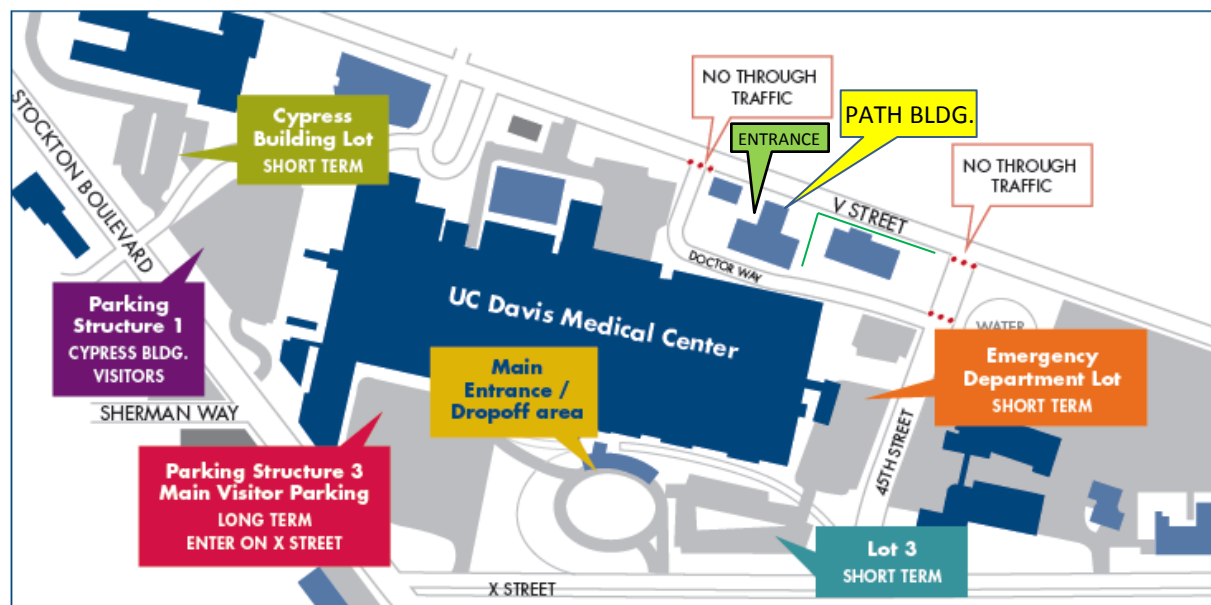 NO THROUGH
TRAFFIC
PATH BLDG.
ENTRANCE
Cypress
Building Lot
SHORT TERM
NO THROUGH
TRAFFIC
STOCKTON BOULEVARD
V STREET
DOCTOR WAY
UC Davis Medical Center
Parking
Structure 1
CYPRESS BLDG.
VISITORS
WATER
Main
Entrance /
Dropoff area
Emergency
Department Lot
SHORT TERM
SHERMAN WAY
45TH STREET
Parking Structure 3
Main Visitor Parking
LONG TERM
ENTER ON X STREET
Lot 3
SHORT TERM
X STREET